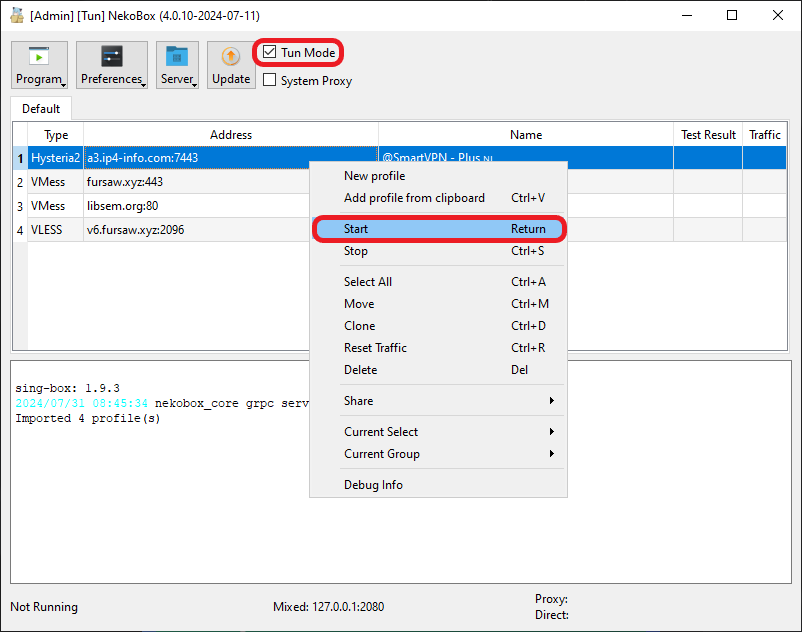 [Admin] [Tun] NekoBox (4.0.10-2024-07-11)
Program
Preferences
Server
Update
Tun Mode
System Proxy
Default
Type Address Name Test Result Traffic
1 Hysteria2 a3.ip4-info.com:7443 @SmartVPN - Plus NL
2 VMess fursaw.xyz:443
3 VMess libsem.org:80
4 VLESS v6.fursaw.xyz:2096
New profile
Add profile from clipboard Ctrl+V
Start Return
Stop Ctrl+S
Select All Ctrl+A
Move Ctrl+M
Clone Ctrl+D
Reset Traffic Ctrl+R
Delete Del
Share
Current Select
Current Group
Debug Info
sing-box: 1.9.3
2024/07/31 08:45:34 nekobox_core grpc serv
Imported 4 profile(s)
Not Running
Mixed: 127.0.0.1:2080
Proxy:
Direct: